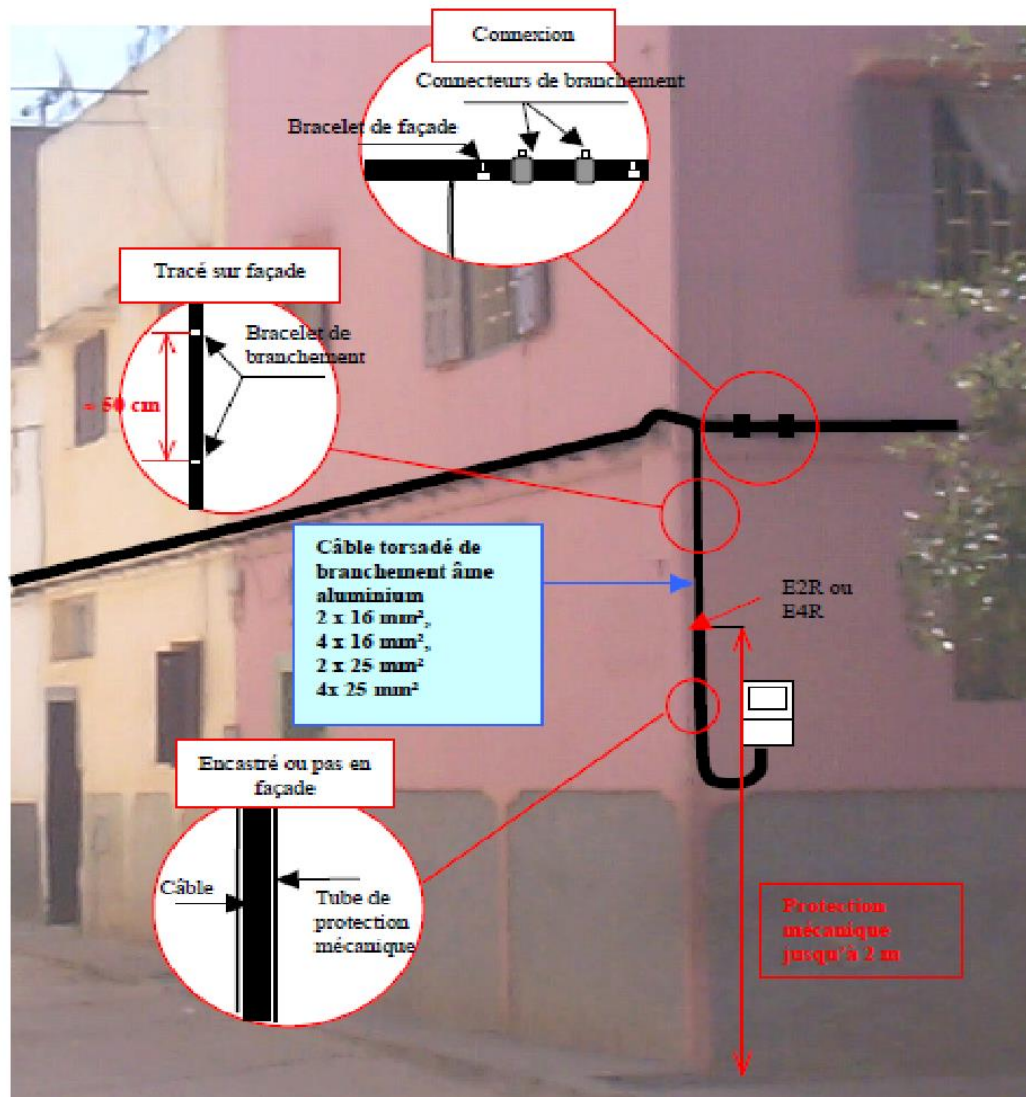 Connexion
Connecteurs de branchement
Bracelet de façade
Tracé sur façade
Bracelet de
branchement
≈ 50 cm
Câble torsadé de
branchement âme
aluminium
2 x 16 mm²,
4 x 16 mm²,
2 x 25 mm²
4x 25 mm²
E2R ou
E4R
Encastré ou pas en
façade
Câble
Tube de
protection
mécanique
Protection
mécanique
jusqu'à 2 m